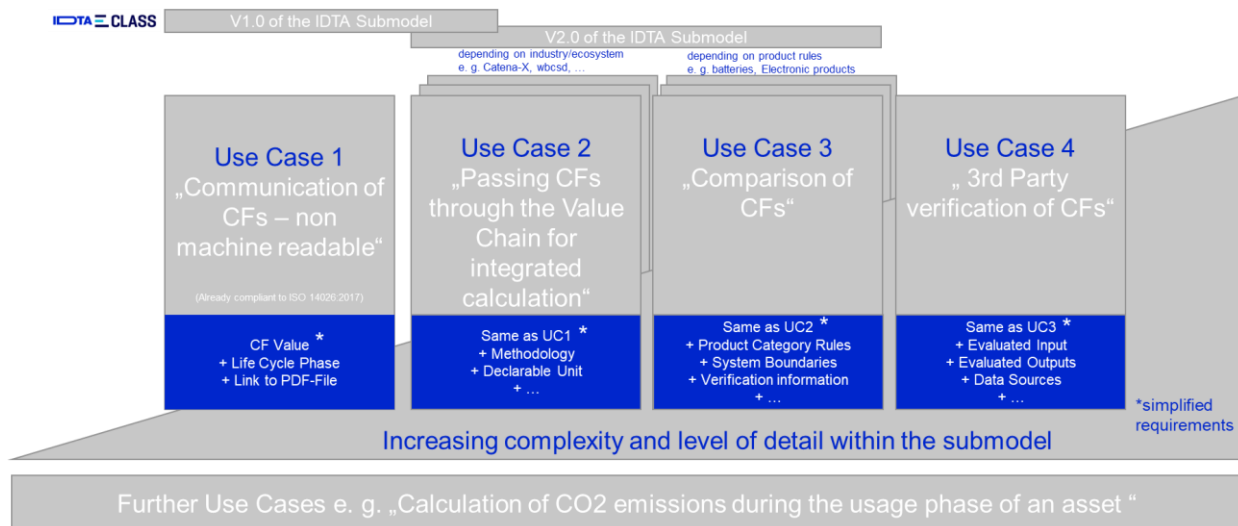 IDTA ECLASS
V1.0 of the IDTA Submodel
V2.0 of the IDTA Submodel
depending on industry/ecosystem
e. g. Catena-X, wbcsd, …
depending on product rules
e. g. batteries, Electronic products
Use Case 1
„Communication of
CFs – non
machine readable“
(Already compliant to ISO 14026:2017)
CF Value *
+ Life Cycle Phase
+ Link to PDF-File
Use Case 2
„Passing CFs
through the Value
Chain for
integrated
calculation“
Same as UC1 *
+ Methodology
+ Declarable Unit
+ …
Use Case 3
„Comparison of
CFs“
Same as UC2 *
+ Product Category Rules
+ System Boundaries
+ Verification information
+ …
Use Case 4
„ 3rd Party
verification of CFs“
Same as UC3 *
+ Evaluated Input
+ Evaluated Outputs
+ Data Sources
+ …
*simplified
requirements
Increasing complexity and level of detail within the submodel
Further Use Cases e. g. „Calculation of CO2 emissions during the usage phase of an asset “